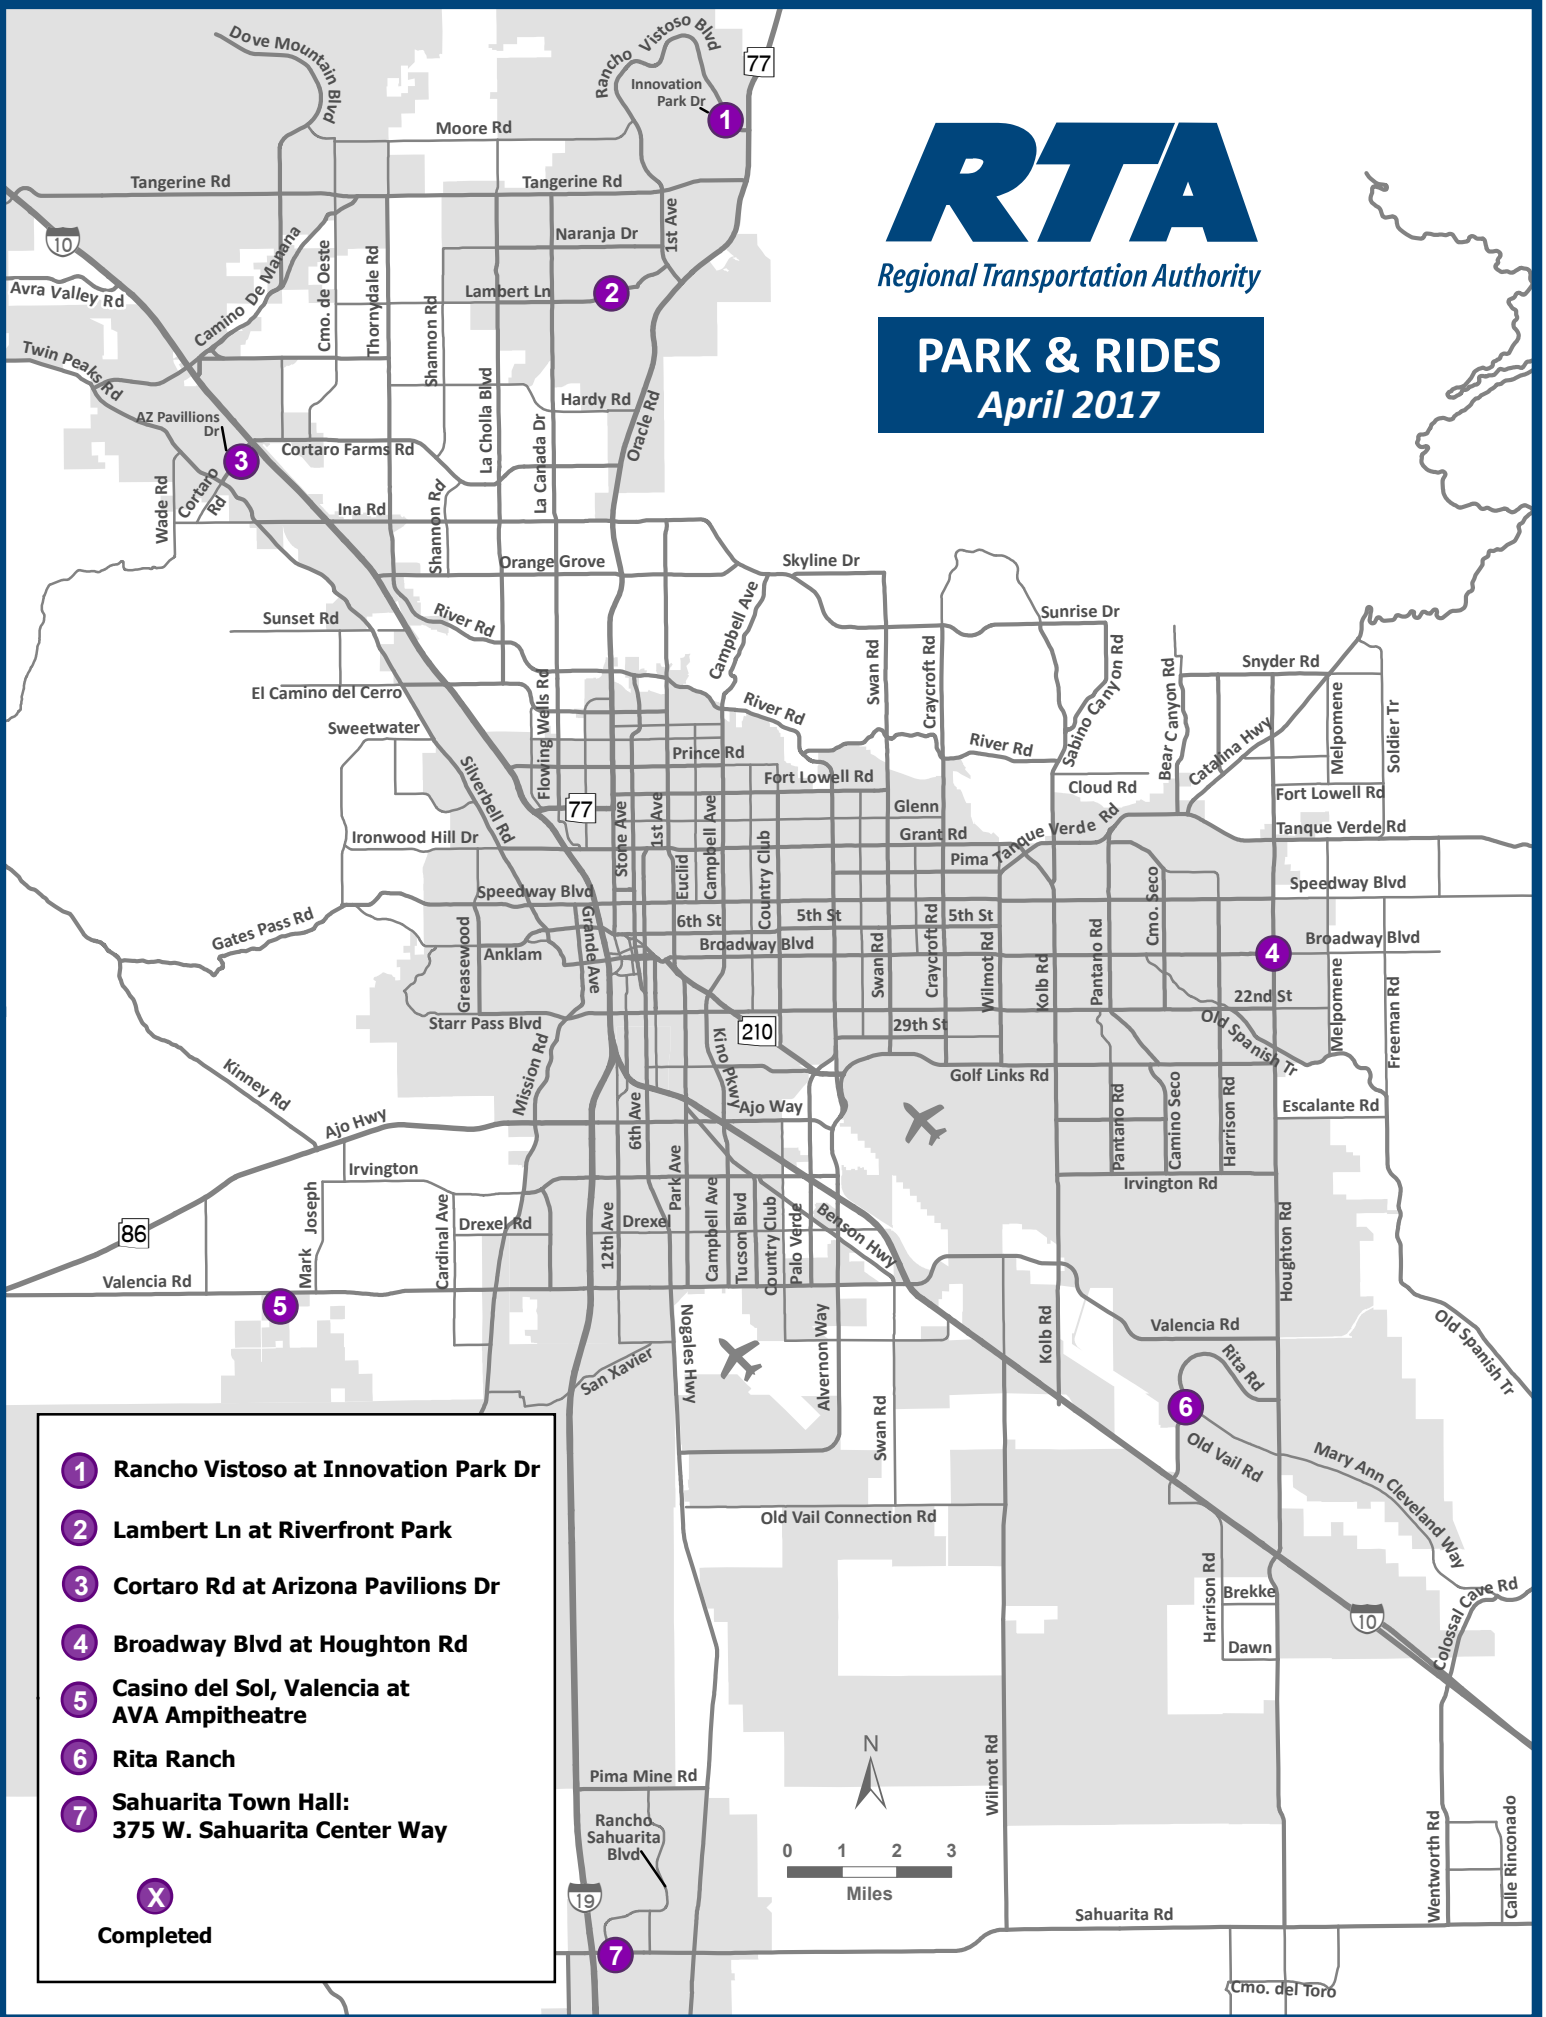 Dove Mountain Blvd
Rancho Vistoso Blvd
77
Innovation
Park Dr
1
Moore Rd
Tangerine Rd
Tangerine Rd
RTA
Regional Transportation Authority
PARK & RIDES
April 2017
10
Naranja Dr
1st Ave
Avra Valley Rd
Camino De Manana
Cmo. de Oeste
Thornydale Rd
Shannon Rd
Lambert Ln
2
Twin Peaks Rd
La Cholla Blvd
La Canada Dr
Hardy Rd
Oracle Rd
AZ Pavillions
Dr
3
Cortaro Farms Rd
Wade Rd
Cortaro
Rd
Ina Rd
Shannon Rd
Orange Grove
Skyline Dr
Sunset Rd
River Rd
Campbell Ave
Swan Rd
Craycroft Rd
Sunrise Dr
Sabino Canyon Rd
Bear Canyon Rd
Snyder Rd
Melpomene
Soldier Tr
El Camino del Cerro
Flowing Wells Rd
River Rd
River Rd
Catalina Hwy
Sweetwater
Silverbell Rd
Prince Rd
Fort Lowell Rd
Cloud Rd
Fort Lowell Rd
77
Stone Ave
1st Ave
Glenn
Grant Rd
Tanque Verde Rd
Tanque Verde Rd
Ironwood Hill Dr
Euclid
Campbell Ave
Country Club
Pima
Cmo. Seco
Speedway Blvd
Speedway Blvd
Gates Pass Rd
Greasewood
Grande Ave
6th St
5th St
5th St
Anklam
Broadway Blvd
Swan Rd
Craycroft Rd
Wilmot Rd
Kolb Rd
Pantano Rd
4
Broadway Blvd
Starr Pass Blvd
22nd St
Melpomene
Freeman Rd
Kino Pkwy
210
29th St
Old Spanish Tr
Mission Rd
Kinney Rd
Golf Links Rd
Ajo Hwy
6th Ave
Ajo Way
Pantano Rd
Camino Seco
Harrison Rd
Escalante Rd
Irvington
Park Ave
Irvington Rd
Mark Joseph
Cardinal Ave
Drexel Rd
12th Ave
Drexel
Campbell Ave
Tucson Blvd
Country Club
Palo Verde
Benson Hwy
Houghton Rd
86
Valencia Rd
5
Nogales Hwy
Alvernon Way
Kolb Rd
Valencia Rd
Old Spanish Tr
San Xavier
Rita Rd
Swan Rd
6
Old Vail Rd
Mary Ann Cleveland Way
Old Vail Connection Rd
Harrison Rd
Brekke
Dawn
10
Colossal Cave Rd
1 Rancho Vistoso at Innovation Park Dr
2 Lambert Ln at Riverfront Park
3 Cortaro Rd at Arizona Pavilions Dr
4 Broadway Blvd at Houghton Rd
5 Casino del Sol, Valencia at
AVA Ampitheatre
6 Rita Ranch
7 Sahuarita Town Hall:
375 W. Sahuarita Center Way
X
Completed
Pima Mine Rd
Rancho
Sahuarita
Blvd
19
7
N
0 1 2 3
Miles
Wilmot Rd
Sahuarita Rd
Wentworth Rd
Calle Rinconado
Cmo. del Toro